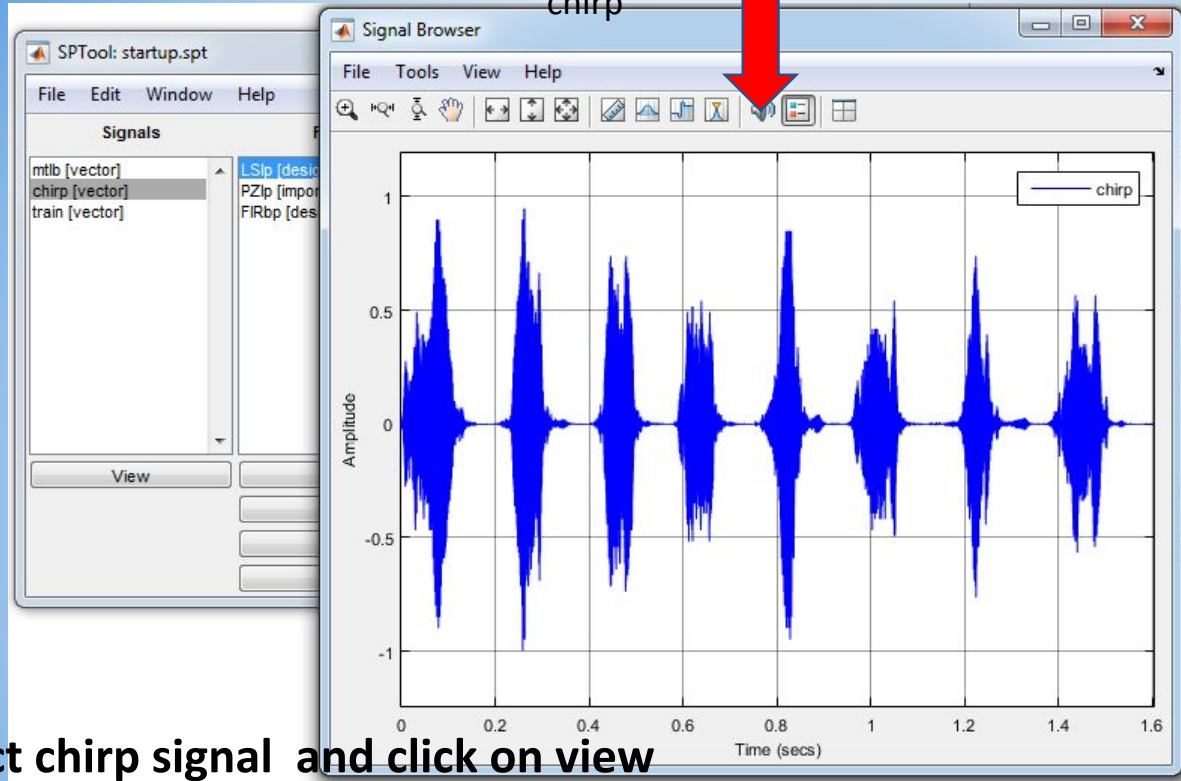 chirp
SPTool: startup.spt
File Edit Window Help
Signals
mtlb [vector]
chirp [vector]
train [vector]
LSlp
PZlp
FIRbp
View
Signal Browser
File Tools View Help
chirp
1
0.5
0
-0.5
-1
Amplitude
0 0.2 0.4 0.6 0.8 1 1.2 1.4 1.6
Time (secs)
chirp signal and click on view